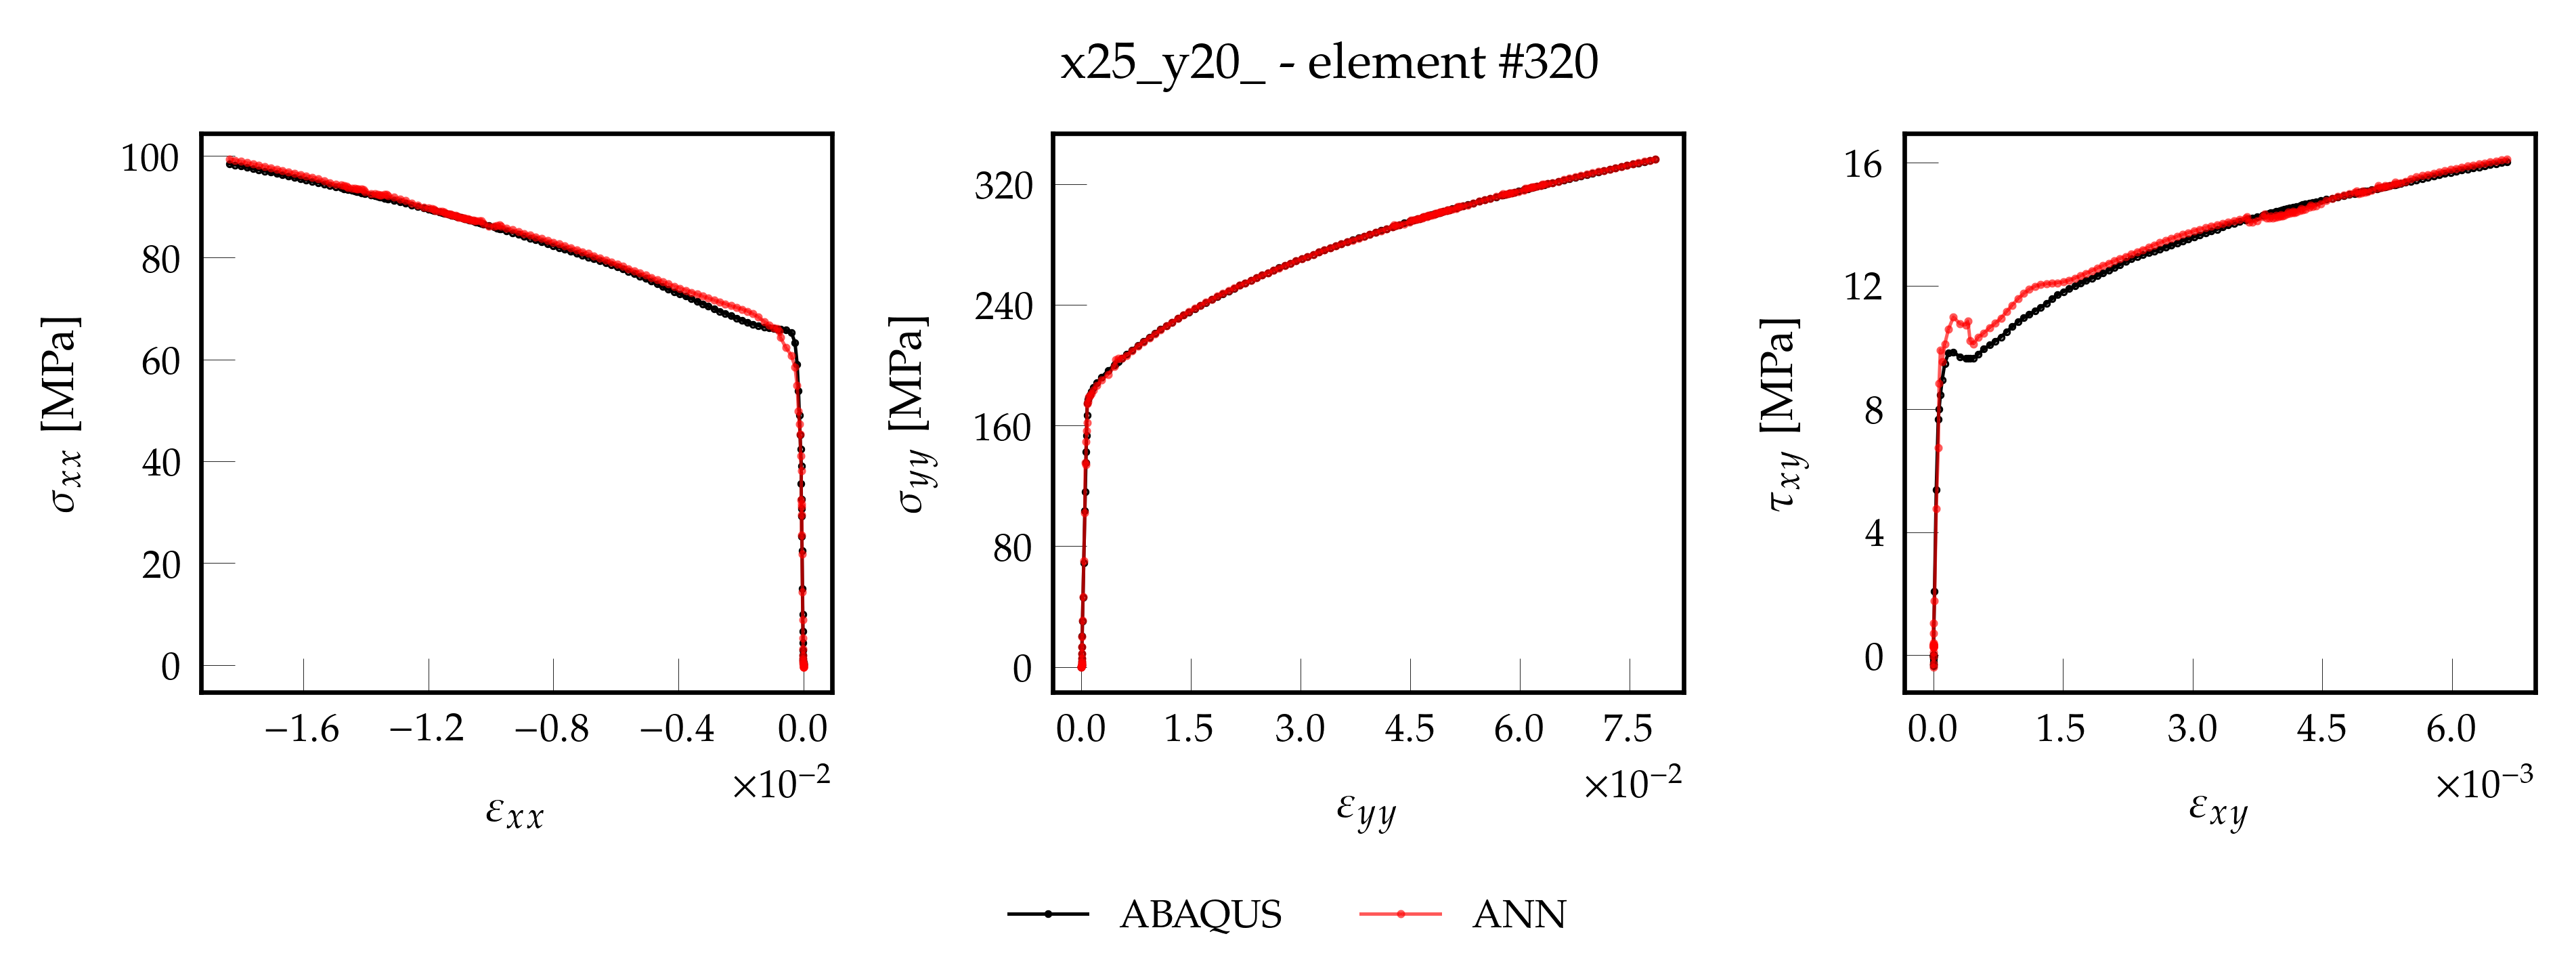 x25_y20_ - element #320
σxx [MPa]
100
80
60
40
20
0
−1.6 −1.2 −0.8 −0.4 0.0
×10−2
εxx
σyy [MPa]
320
240
160
80
0
0.0 1.5 3.0 4.5 6.0 7.5
×10−2
εyy
τxy [MPa]
16
12
8
4
0
0.0 1.5 3.0 4.5 6.0
×10−3
εxy
ABAQUS ANN